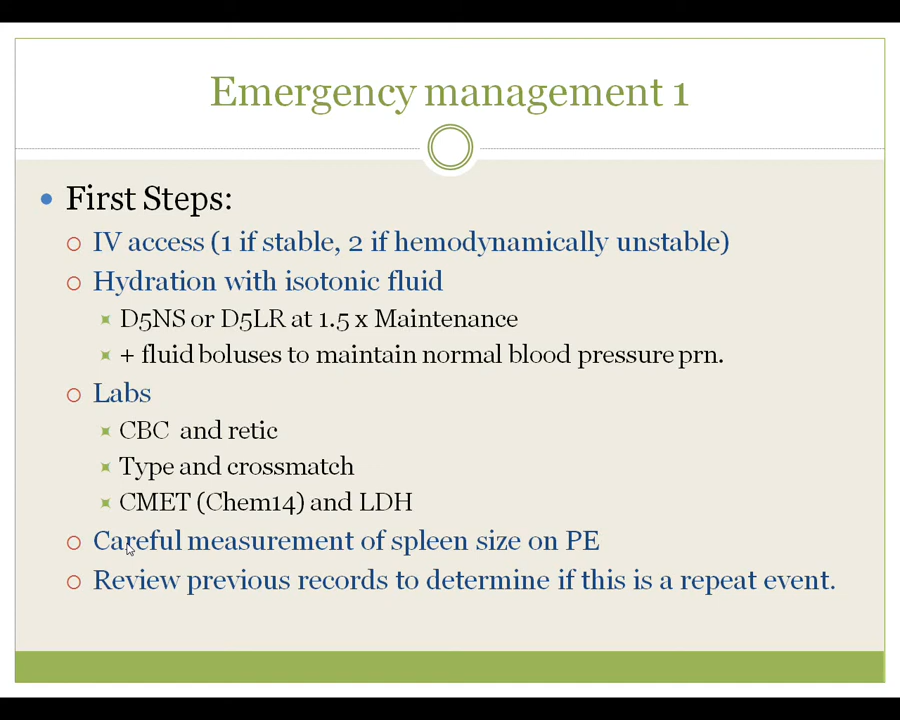 Emergency management 1
First Steps:
IV access (1 if stable, 2 if hemodynamically unstable)
Hydration with isotonic fluid
D5NS or D5LR at 1.5 x Maintenance
+ fluid boluses to maintain normal blood pressure prn.
Labs
CBC and retic
Type and crossmatch
CMET (Chem14) and LDH
Careful measurement of spleen size on PE
Review previous records to determine if this is a repeat event.